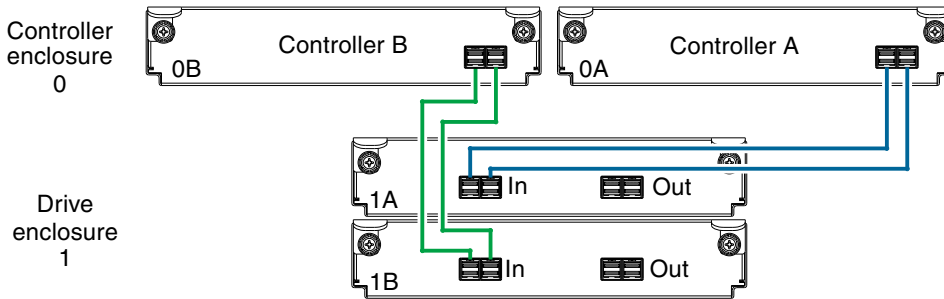 Controller
enclosure
0
Controller B
0B
Controller A
0A
Drive
enclosure
1
In
Out
1A
In
Out
1B